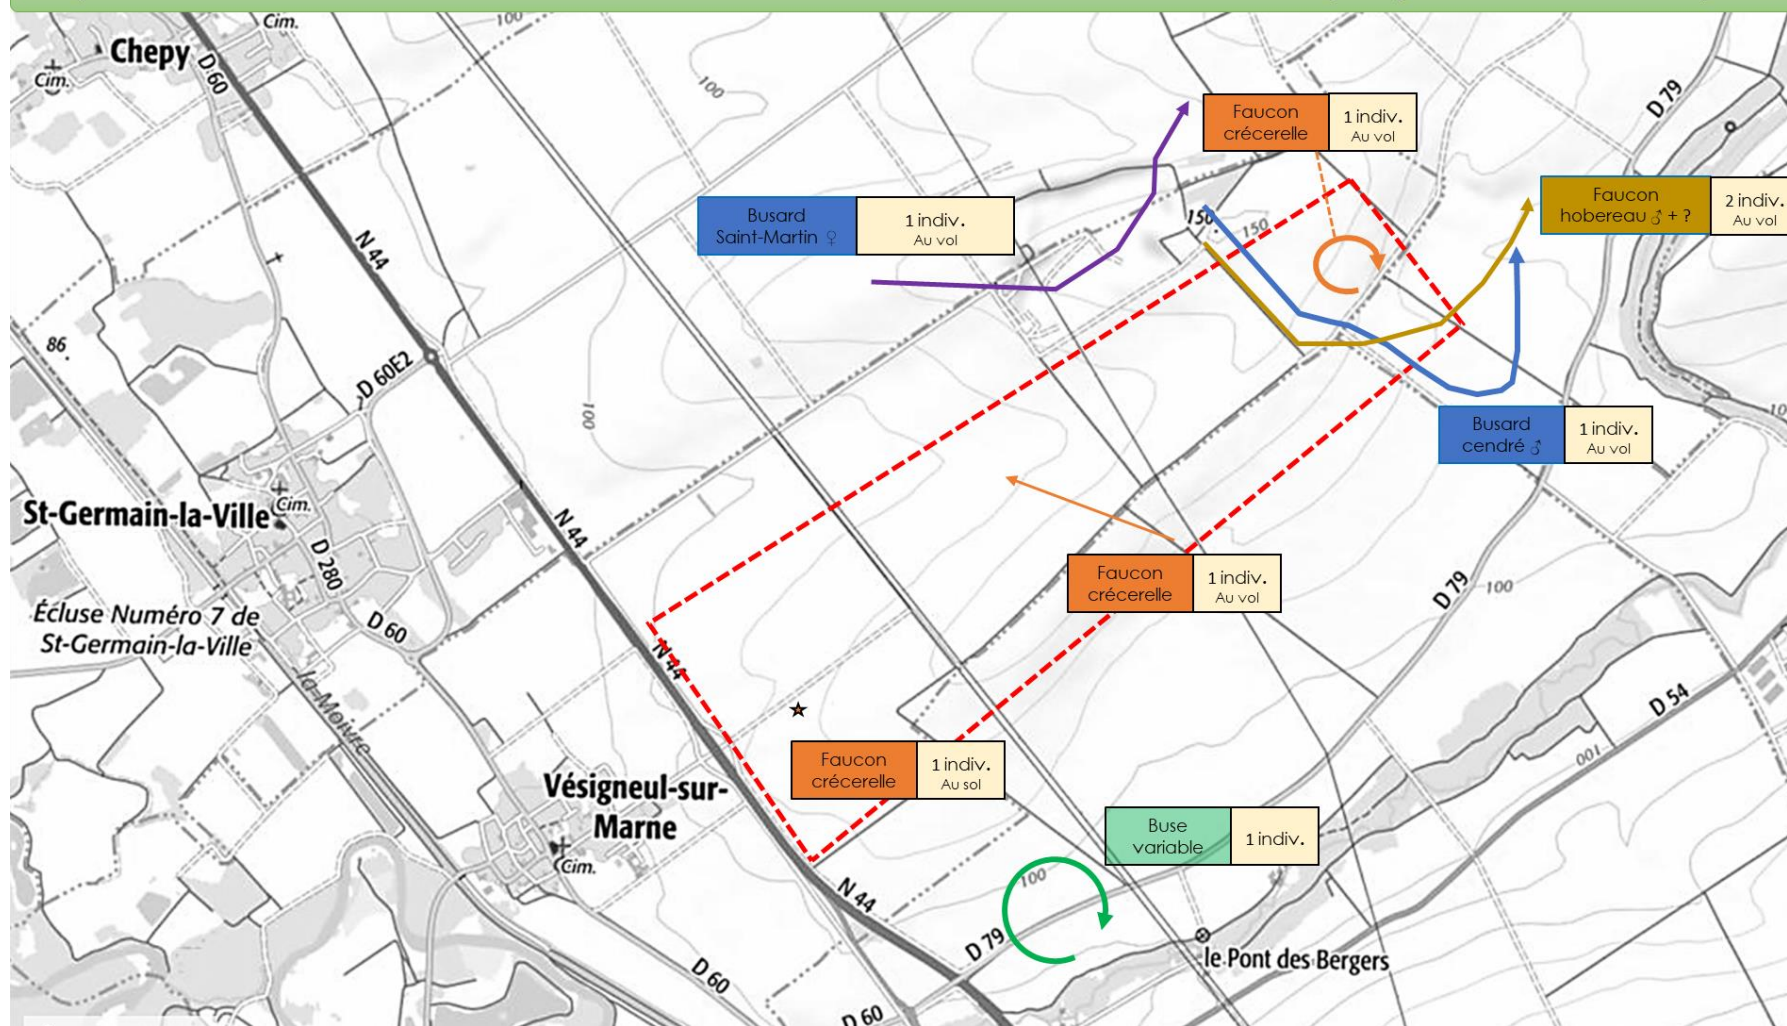 100
Cim.
Chepy
Cim.
D 60
100
D 79
Faucon
crécerelle
1 indiv.
Au vol
Busard
Saint-Martin ♀
1 indiv.
Au vol
Faucon
hobereau ♂ + ?
2 indiv.
Au vol
150.
150
N 44
86.
D 60E2
100
Busard
cendré ♂
1 indiv.
Au vol
St-Germain-la-Ville
Cim.
N 44
D 280
Faucon
crécerelle
1 indiv.
Au vol
D 79
100
Écluse Numéro 7 de
St-Germain-la-Ville
D 60
N 44
la Moivre
D 54
Faucon
crécerelle
1 indiv.
Au sol
001
Vésigneul-sur-
Marne
Cim.
Buse
variable
1 indiv.
100
N 44
D 79
le Pont des Bergers
D 60
D 60